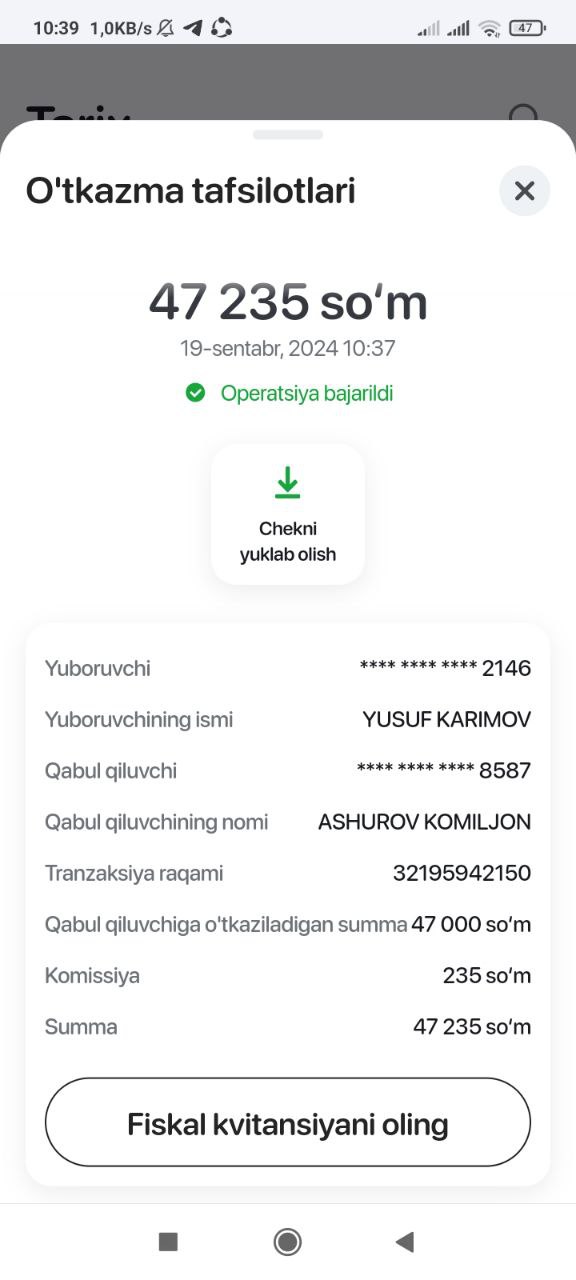 10:39 1,0KB/s 47
Tarix
O'tkazma tafsilotlari
47 235 so‘m
19-sentabr, 2024 10:37
Operatsiya bajarildi
Chekni
yuklab olish
Yuboruvchi **** **** **** 2146
Yuboruvchining ismi YUSUF KARIMOV
Qabul qiluvchi **** **** **** 8587
Qabul qiluvchining nomi ASHUROV KOMILJON
Tranzaksiya raqami 32195942150
Qabul qiluvchiga o'tkaziladigan summa 47 000 so‘m
Komissiya 235 so‘m
Summa 47 235 so‘m
Fiskal kvitansiyani oling